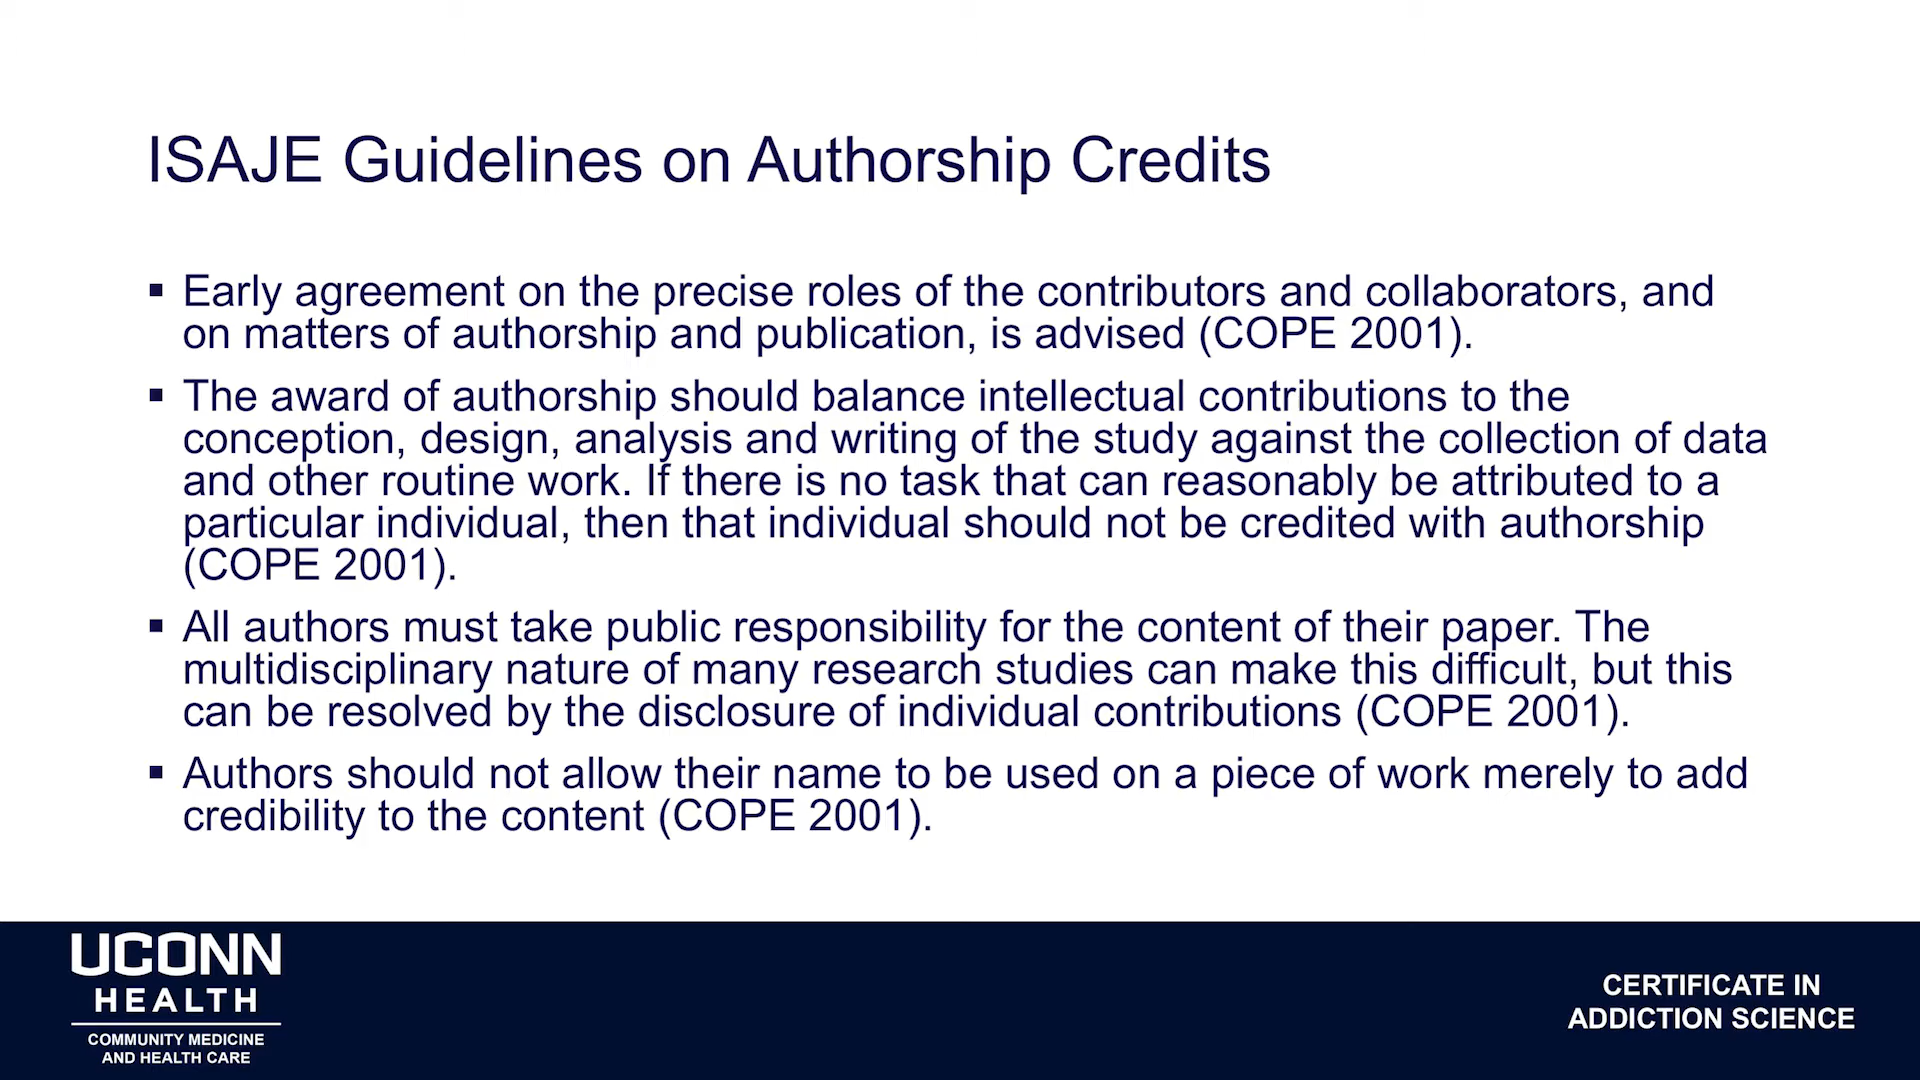 ISAJE Guidelines on Authorship Credits
▪ Early agreement on the precise roles of the contributors and collaborators, and
on matters of authorship and publication, is advised (COPE 2001).
▪ The award of authorship should balance intellectual contributions to the
conception, design, analysis and writing of the study against the collection of data
and other routine work. If there is no task that can reasonably be attributed to a
particular individual, then that individual should not be credited with authorship
(COPE 2001).
▪ All authors must take public responsibility for the content of their paper. The
multidisciplinary nature of many research studies can make this difficult, but this
can be resolved by the disclosure of individual contributions (COPE 2001).
▪ Authors should not allow their name to be used on a piece of work merely to add
credibility to the content (COPE 2001).
UCONN
HEALTH
COMMUNITY MEDICINE
AND HEALTH CARE
CERTIFICATE IN
ADDICTION SCIENCE